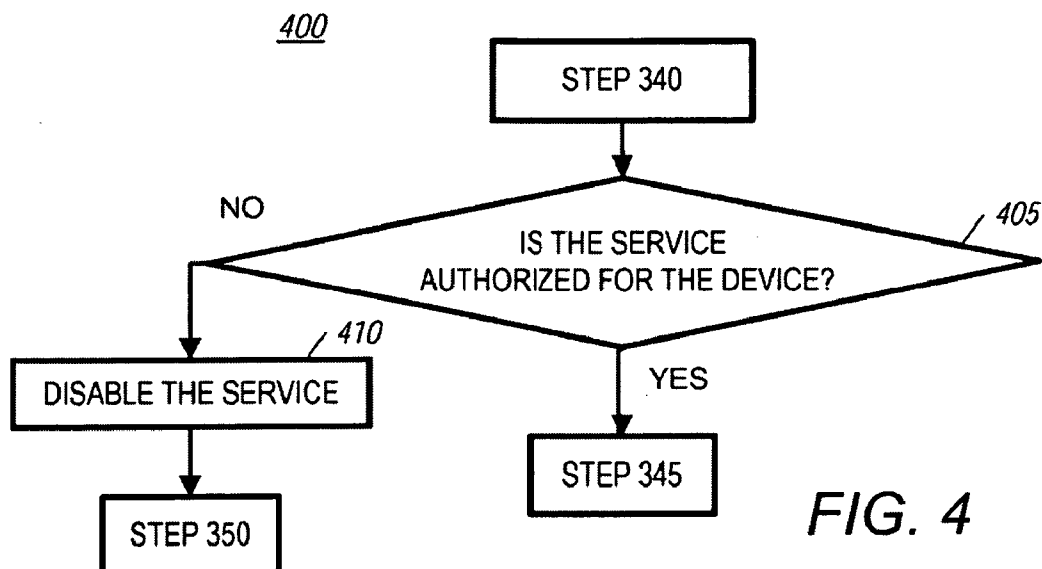 400
STEP 340
NO
405
IS THE SERVICE
AUTHORIZED FOR THE DEVICE?
410
DISABLE THE SERVICE
YES
STEP 345
STEP 350
FIG. 4